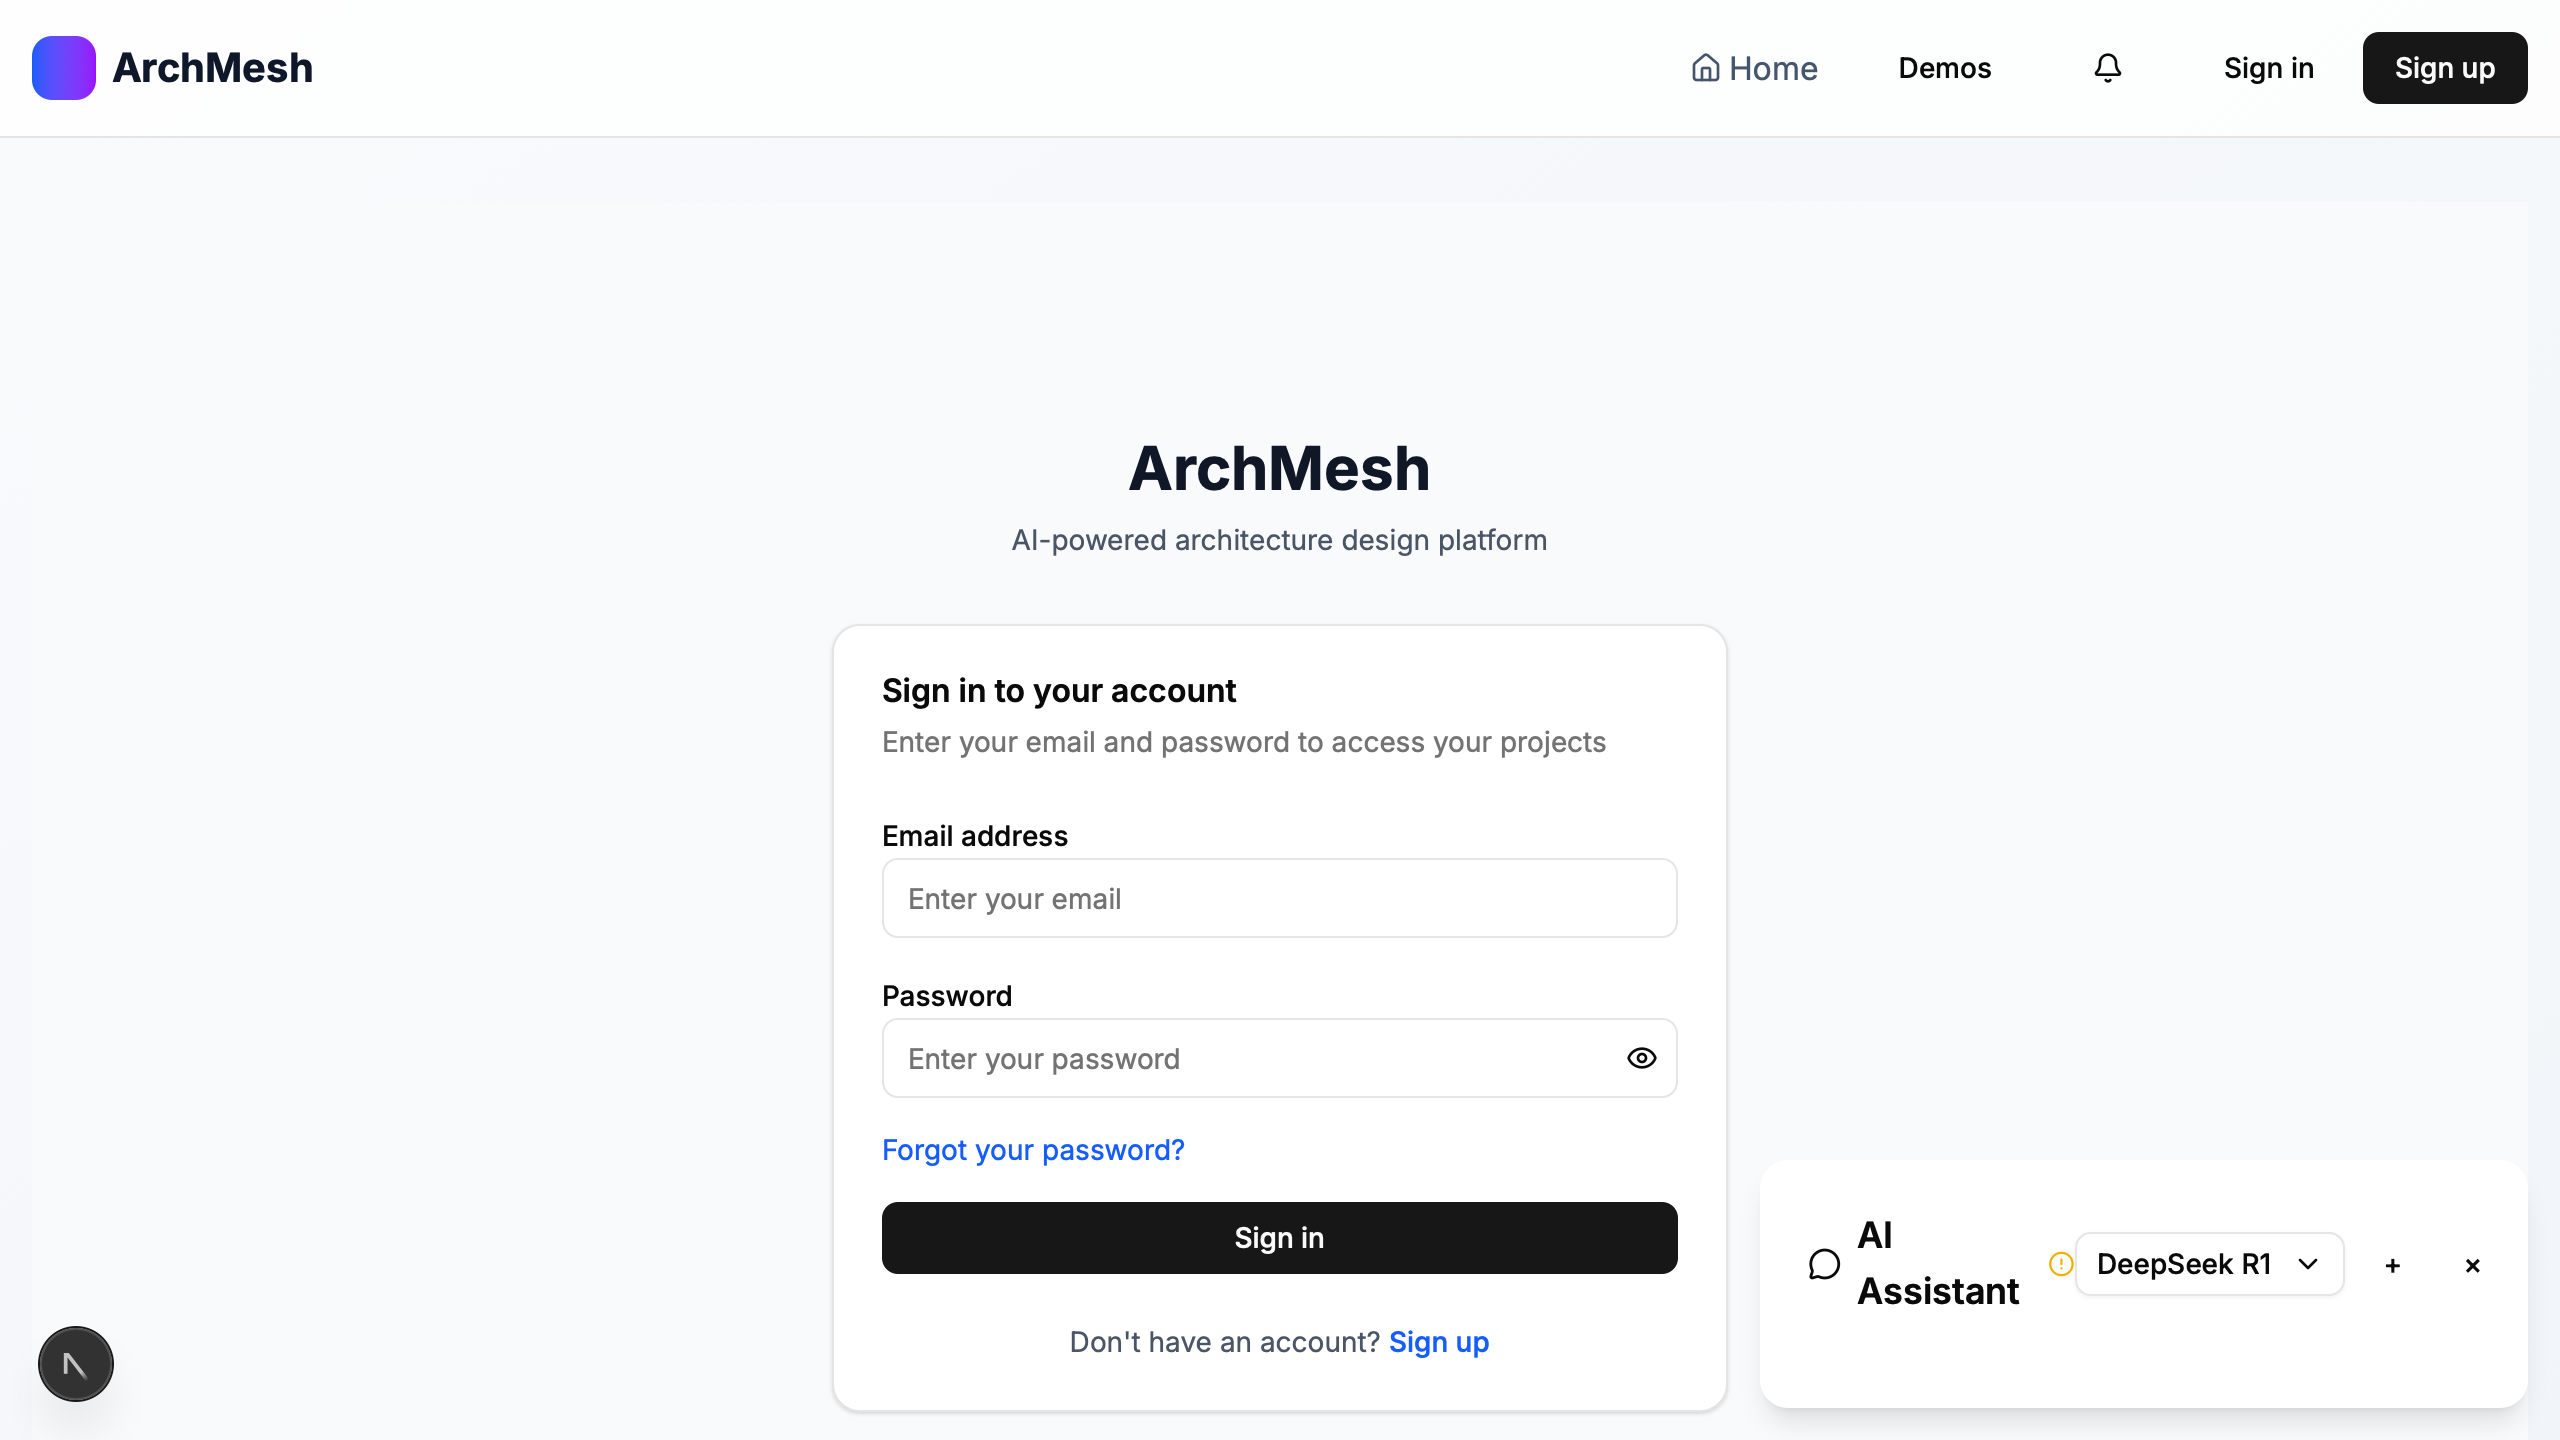 ArchMesh
Home
Demos
Sign in
Sign up
ArchMesh
AI-powered architecture design platform
Sign in to your account
Enter your email and password to access your projects
Email address
Enter your email
Password
Enter your password
Forgot your password?
Sign in
Don't have an account? Sign up
AI
Assistant
DeepSeek R1
+
×
N